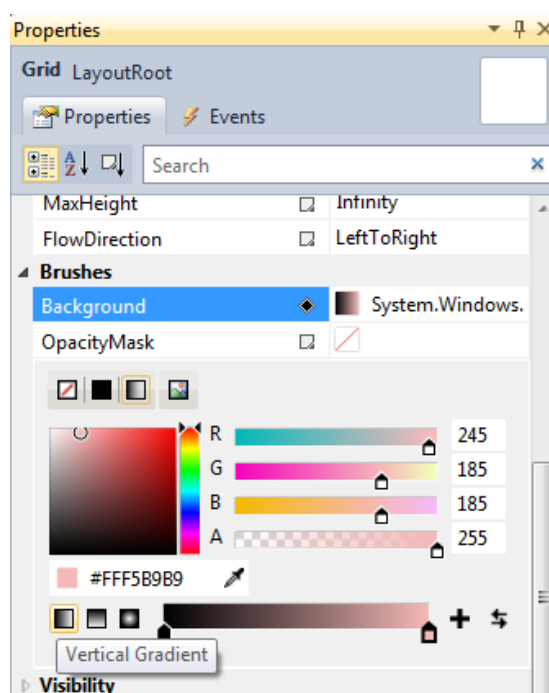 Properties
Grid LayoutRoot
Properties Events
A Z Search
MaxHeight Infinity
FlowDirection LeftToRight
Brushes
Background System.Windows.
OpacityMask
R 245
G 185
B 185
A 255
#FFF5B9B9
Vertical Gradient
Visibility